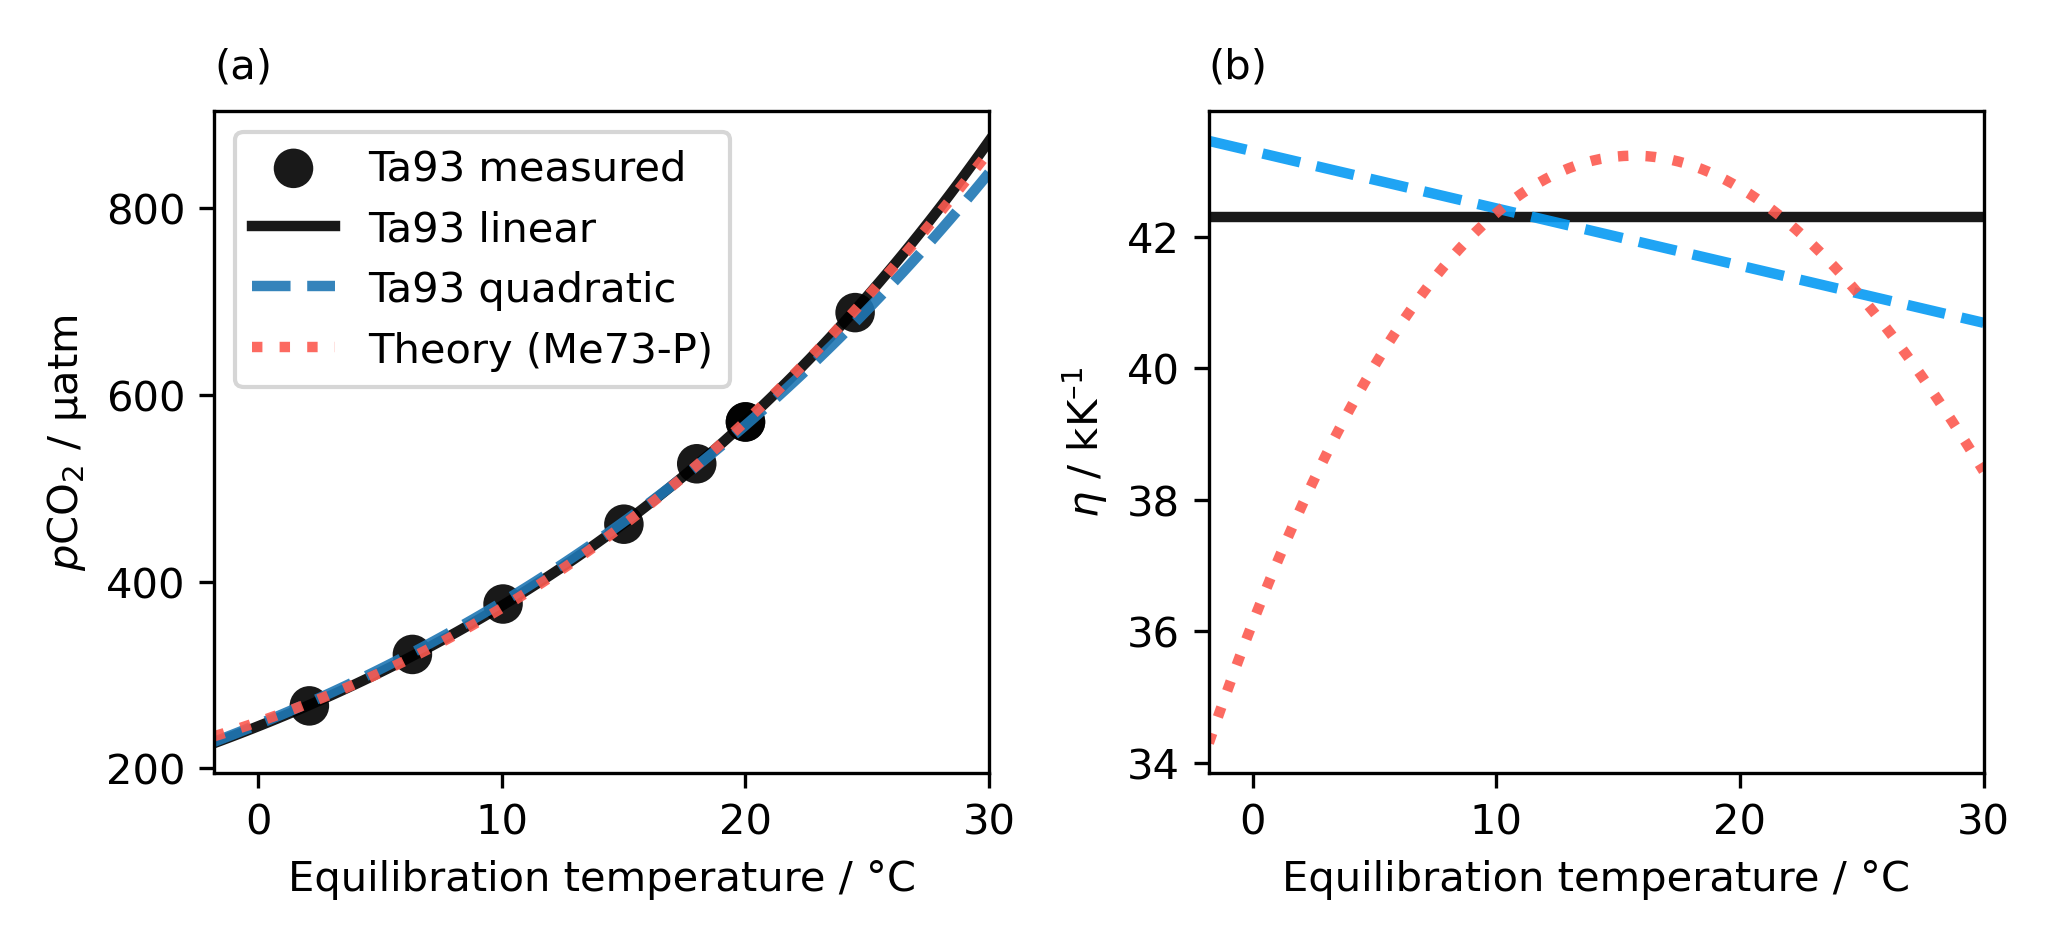 (a)
Ta93 measured
Ta93 linear
Ta93 quadratic
Theory (Me73-P)
800
600
400
200
pCO₂ / µatm
0 10 20 30
Equilibration temperature / °C
(b)
42
40
38
36
34
η / kK⁻¹
0 10 20 30
Equilibration temperature / °C